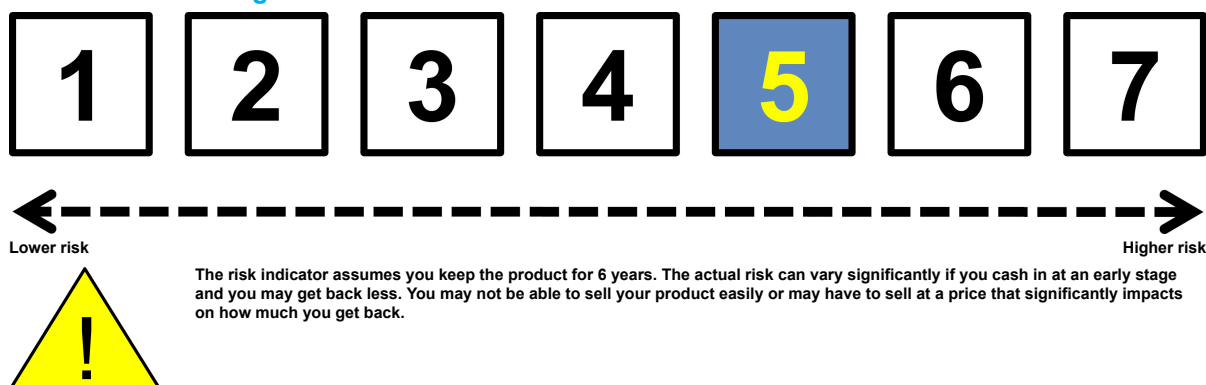 1 2 3 4 5 6 7
Lower risk Higher risk
The risk indicator assumes you keep the product for 6 years. The actual risk can vary significantly if you cash in at an early stage
and you may get back less. You may not be able to sell your product easily or may have to sell at a price that significantly impacts
on how much you get back.
!